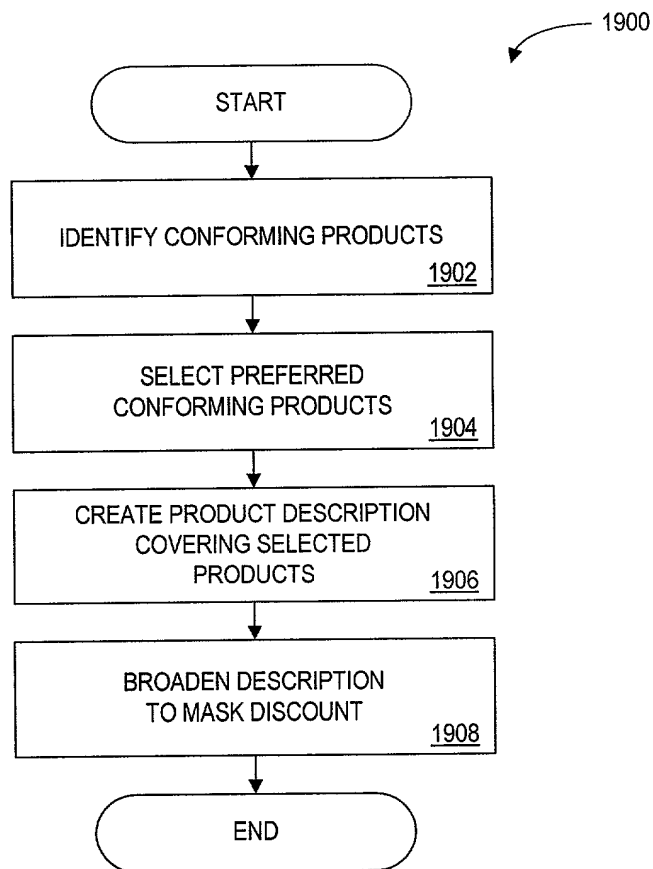 1900
START
IDENTIFY CONFORMING PRODUCTS
1902
SELECT PREFERRED
CONFORMING PRODUCTS
1904
CREATE PRODUCT DESCRIPTION
COVERING SELECTED
PRODUCTS
1906
BROADEN DESCRIPTION
TO MASK DISCOUNT
1908
END